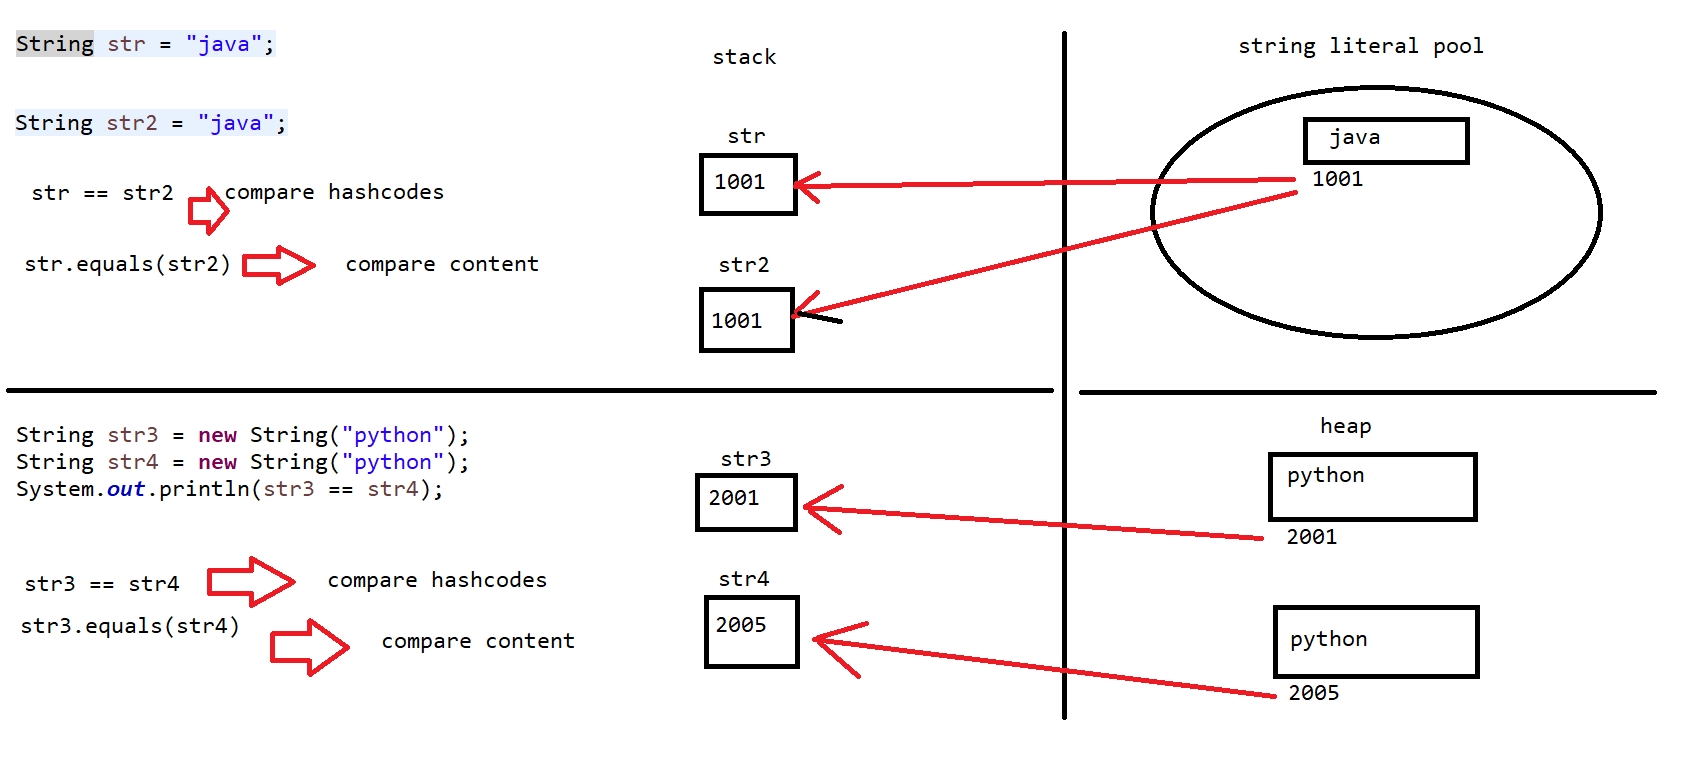 String str = "java";
String str2 = "java";
str == str2
compare hashcodes
str.equals(str2)
compare content
stack
str
1001
str2
1001
string literal pool
java
1001
String str3 = new String("python");
String str4 = new String("python");
System.out.println(str3 == str4);
str3 == str4
compare hashcodes
str3.equals(str4)
compare content
str3
2001
str4
2005
heap
python
2001
python
2005